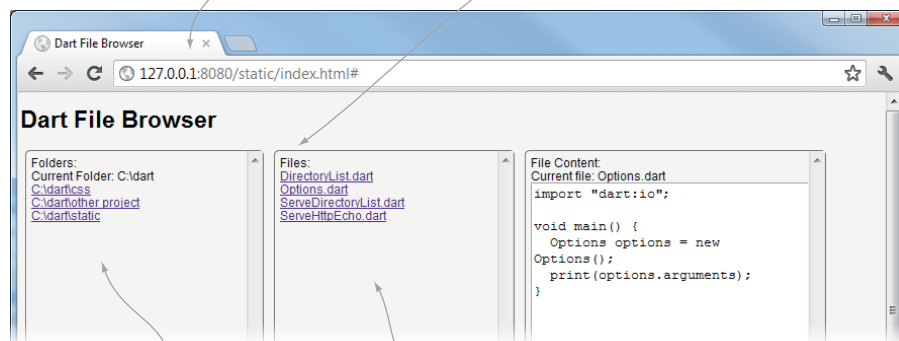 Dart File Browser
127.0.0.1:8080/static/index.html#
Dart File Browser
Folders:
Current Folder: C:\dart
C:\dart\css
C:\dart\other project
C:\dart\static
Files:
DirectoryList.dart
Options.dart
ServeDirectoryList.dart
ServeHttpEcho.dart
File Content:
Current file: Options.dart
import "dart:io";
void main() {
Options options = new
Options();
print(options.arguments);
}